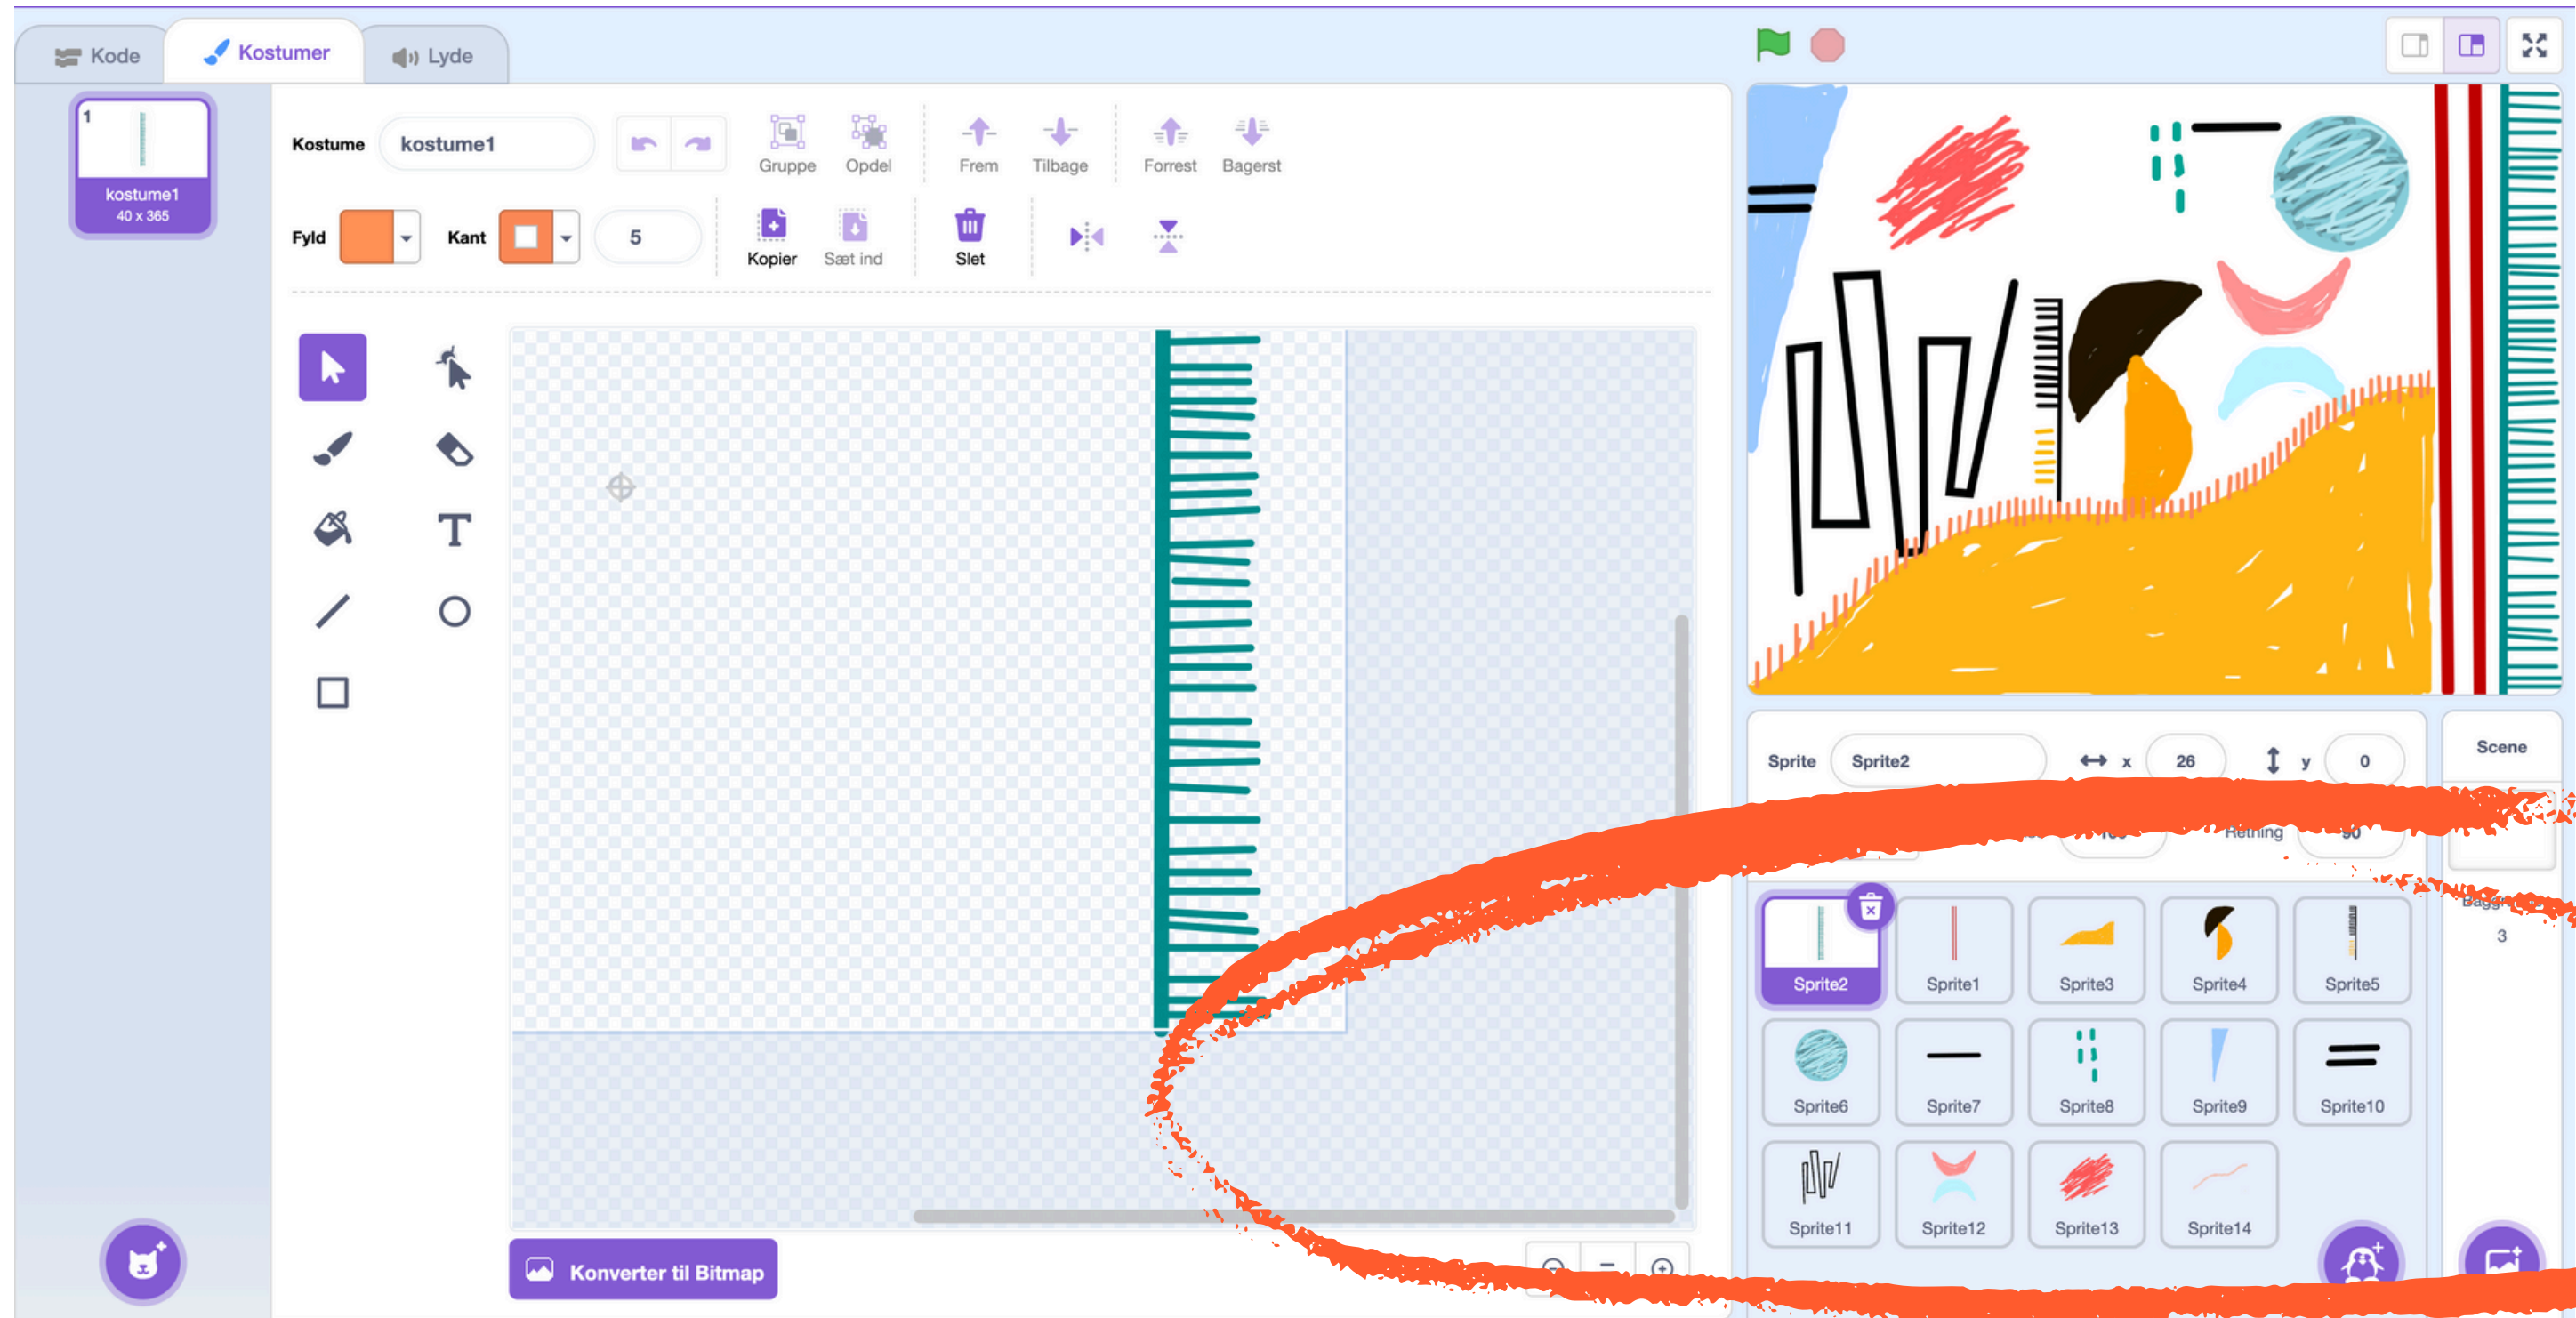 Kode Kostumer Lyde
1
kostume1
40 x 365
Kostume kostume1
Gruppe Opdel Frem Tilbage Forrest Bagerst
Fyld Kant 5
Kopier Sæt ind Slet
T
Konverter til Bitmap
Sprite Sprite2 x 26 y 0
Retning 90
Scene
3
Sprite2 Sprite1 Sprite3 Sprite4 Sprite5
Sprite6 Sprite7 Sprite8 Sprite9 Sprite10
Sprite11 Sprite12 Sprite13 Sprite14